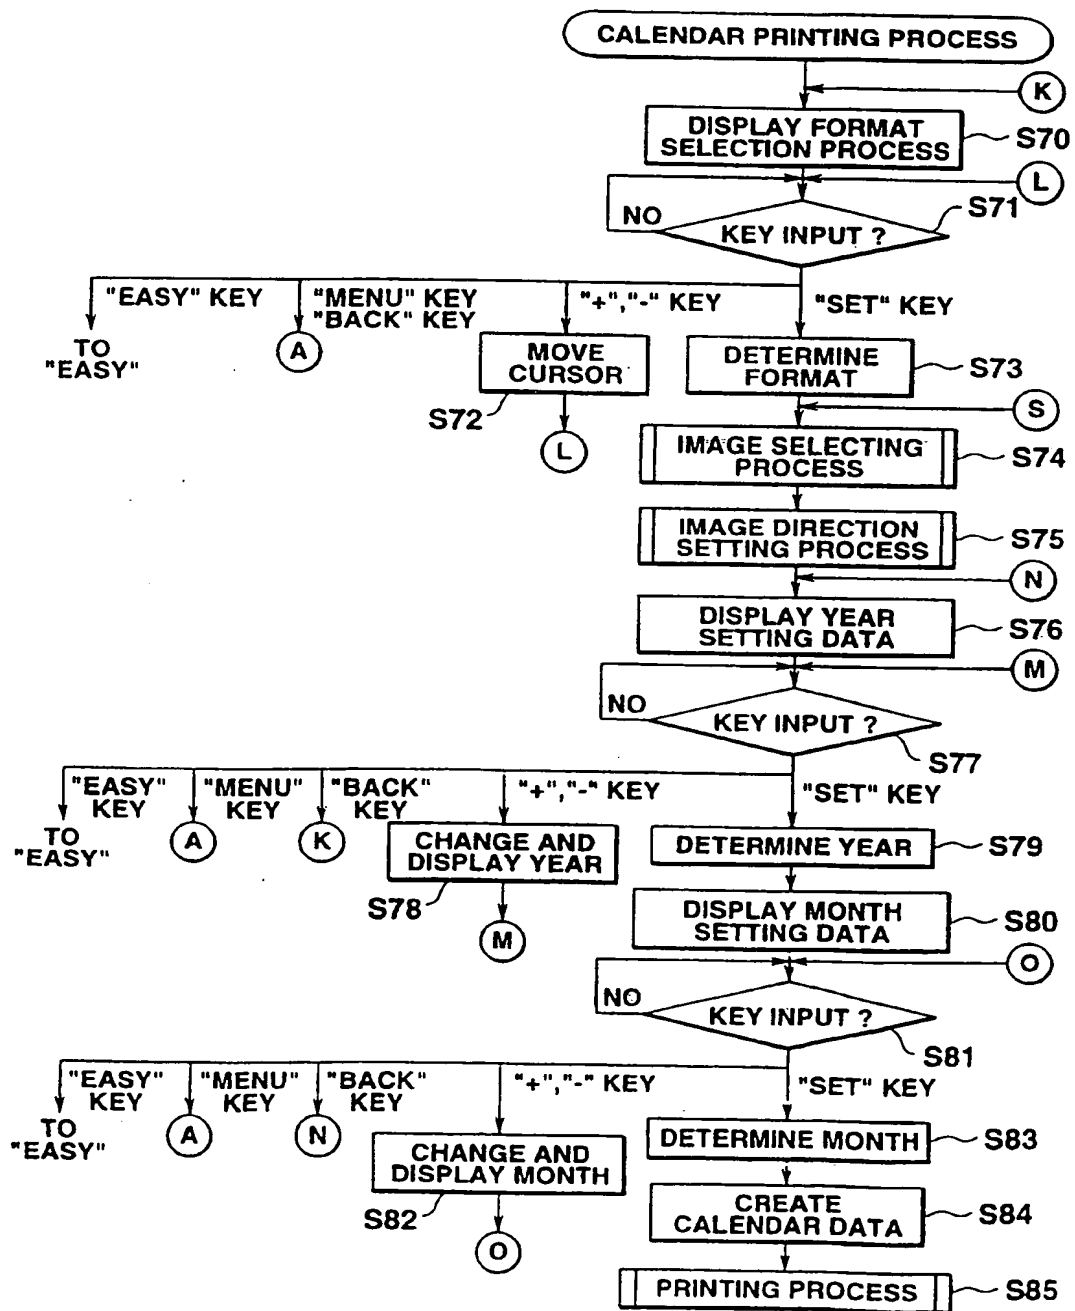 CALENDAR PRINTING PROCESS
K
DISPLAY FORMAT
SELECTION PROCESS
S70
L
S71
NO
KEY INPUT ?
"EASY" KEY
"MENU" KEY
"BACK" KEY
"+","-" KEY
"SET" KEY
TO
"EASY"
A
MOVE
CURSOR
S72
L
DETERMINE
FORMAT
S73
S
IMAGE SELECTING
PROCESS
S74
IMAGE DIRECTION
SETTING PROCESS
S75
N
DISPLAY YEAR
SETTING DATA
S76
M
NO
KEY INPUT ?
S77
"EASY"
KEY
"MENU"
KEY
"BACK"
KEY
"+","-" KEY
"SET" KEY
TO
"EASY"
A
K
CHANGE AND
DISPLAY YEAR
S78
M
DETERMINE YEAR
S79
DISPLAY MONTH
SETTING DATA
S80
O
NO
KEY INPUT ?
S81
"EASY"
KEY
"MENU"
KEY
"BACK"
KEY
"+","-" KEY
"SET" KEY
TO
"EASY"
A
N
CHANGE AND
DISPLAY MONTH
S82
O
DETERMINE MONTH
S83
CREATE
CALENDAR DATA
S84
PRINTING PROCESS
S85